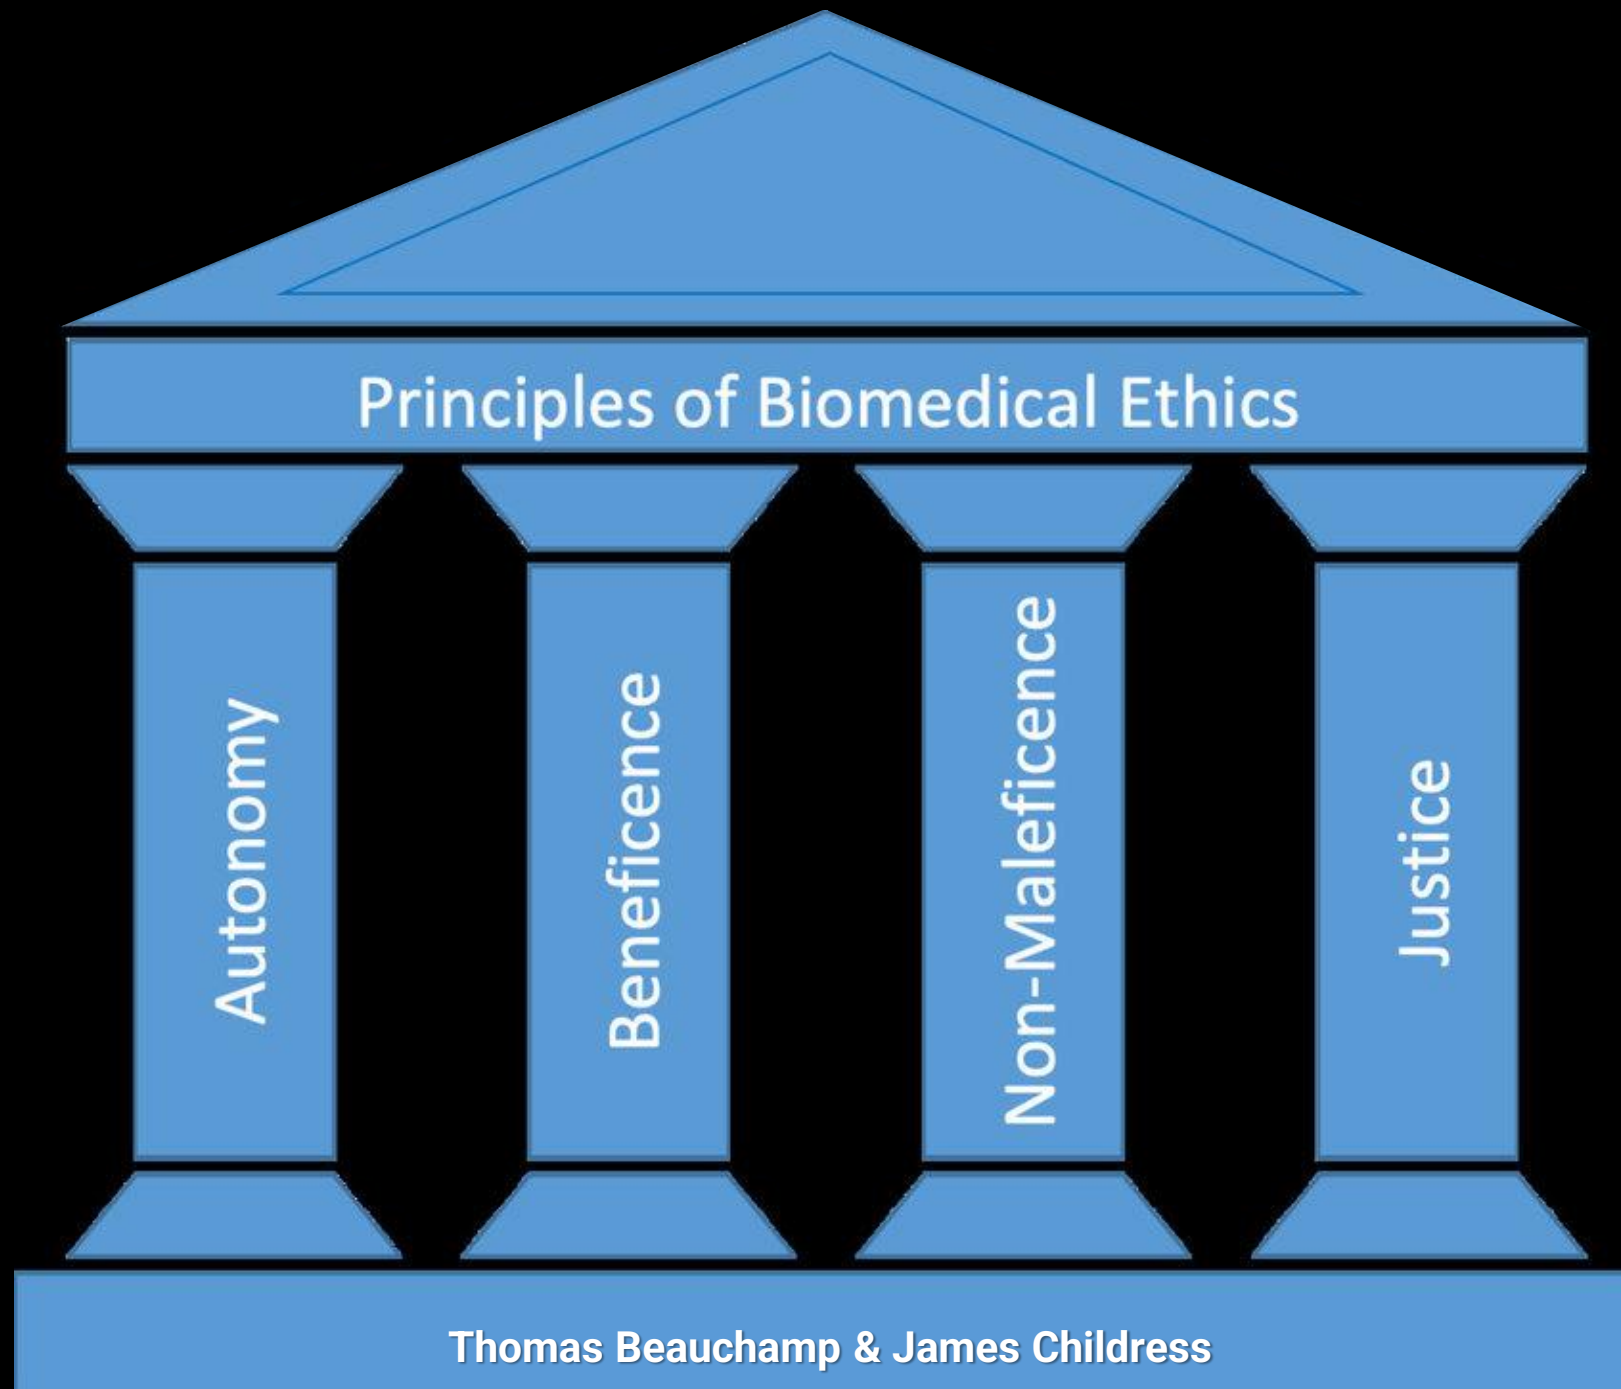 Principles of Biomedical Ethics
Autonomy
Beneficence
Non-Maleficence
Justice
Thomas Beauchamp & James Childress